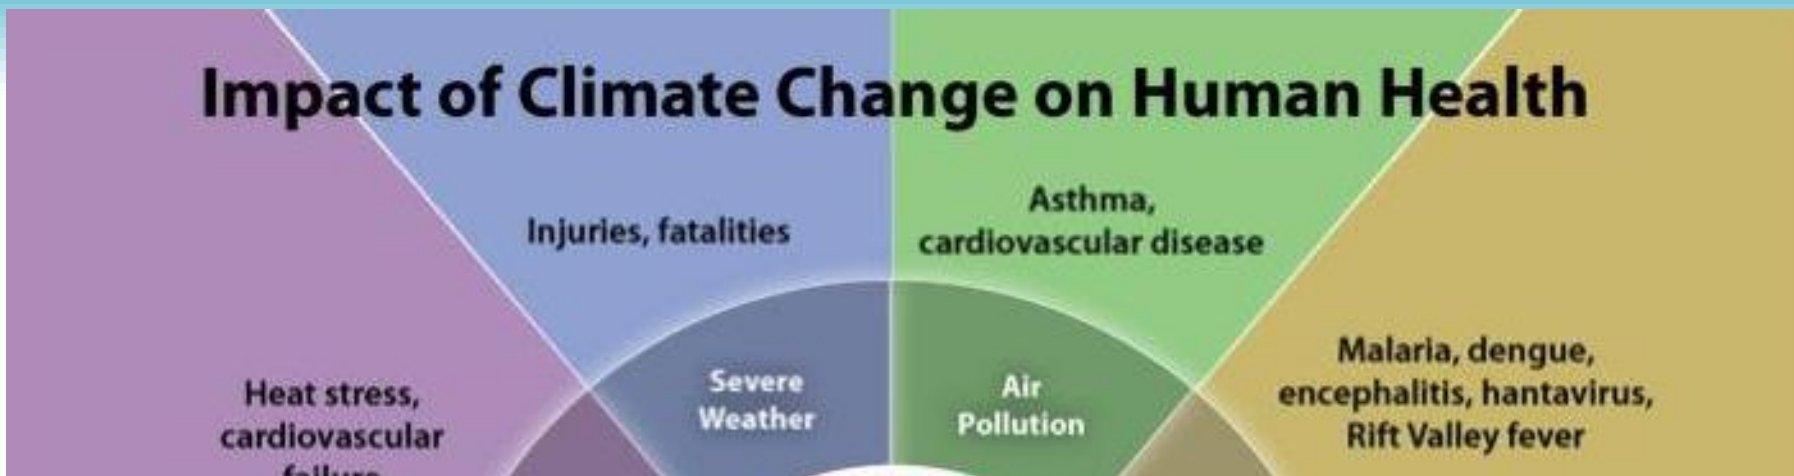 Impact of Climate Change on Human Health
Injuries, fatalities
Asthma,
cardiovascular disease
Severe
Weather
Air
Pollution
Heat stress,
cardiovascular
failure
Malaria, dengue,
encephalitis, hantavirus,
Rift Valley fever